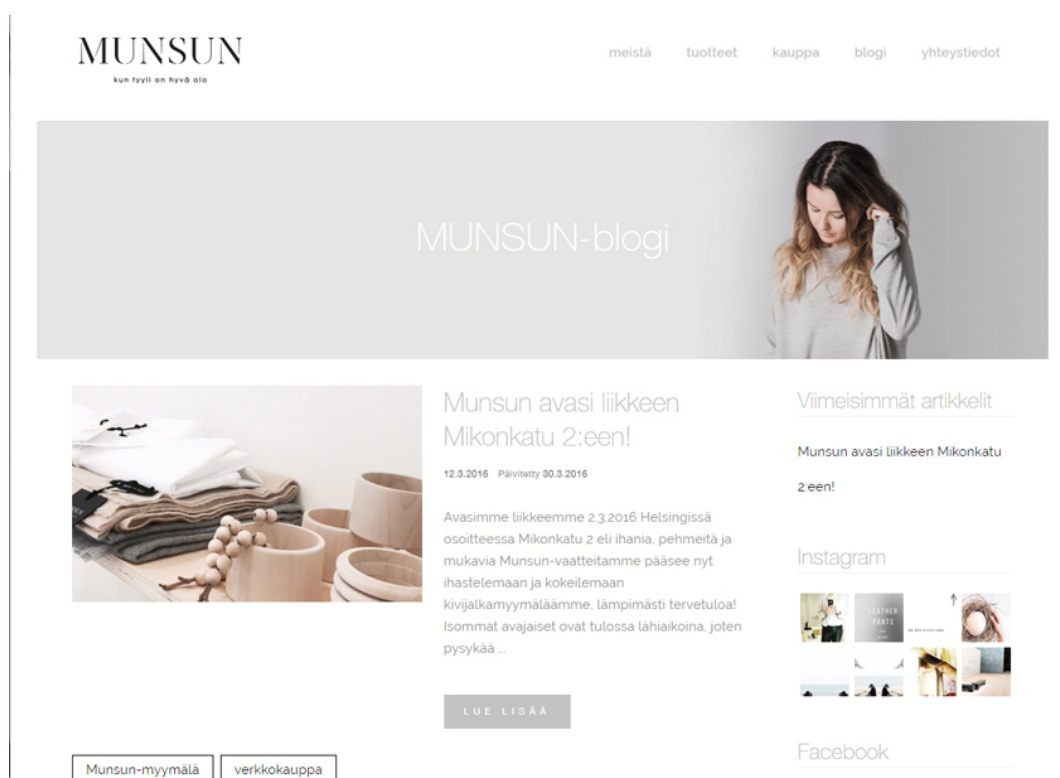 MUNSUN
kun tyyli on hyvä olo
meistä tuotteet kauppa blogi yhteystiedot
MUNSUN-blogi
Munsun avasi liikkeen
Mikonkatu 2:een!
12.3.2016 Päivitetty 30.3.2016
Avasimme liikkeemme 2.3.2016 Helsingissä
osoitteessa Mikonkatu 2 eli ihania, pehmeitä ja
mukavia Munsun-vaatteitamme pääsee nyt
ihastelemaan ja kokeilemaan
kivijalkamyymäläämme, lämpimästi tervetuloa!
Isommat avajaiset ovat tulossa lähiaikoina, joten
pysykää ...
LUE LISÄÄ
Munsun-myymälä verkkokauppa
Viimeisimmät artikkelit
Munsun avasi liikkeen Mikonkatu
2:een!
Instagram
LEATHER
PANTS
Facebook